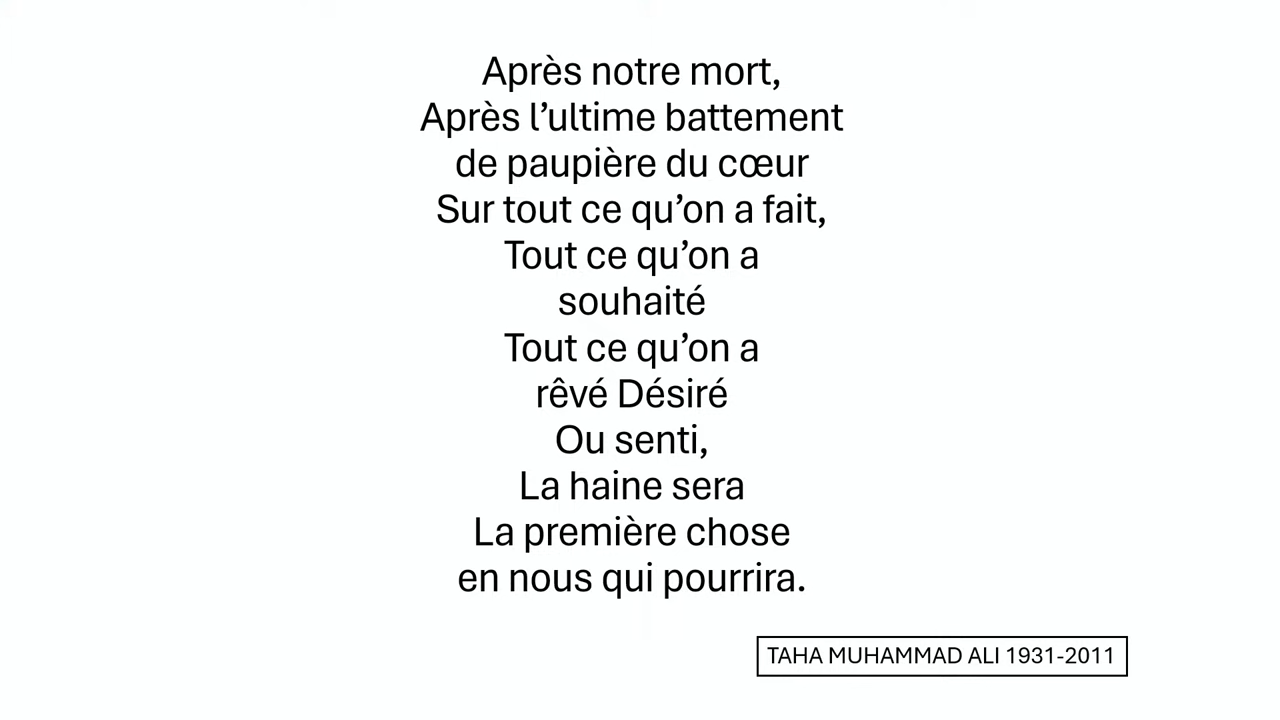 Après notre mort,
Après l’ultime battement
de paupière du cœur
Sur tout ce qu’on a fait,
Tout ce qu’on a
souhaité
Tout ce qu’on a
rêvé Désiré
Ou senti,
La haine sera
La première chose
en nous qui pourrira.
TAHA MUHAMMAD ALI 1931-2011